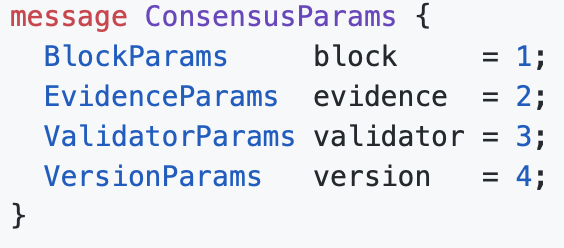 message ConsensusParams {
  BlockParams     block     = 1;
  EvidenceParams  evidence  = 2;
  ValidatorParams validator = 3;
  VersionParams   version   = 4;
}